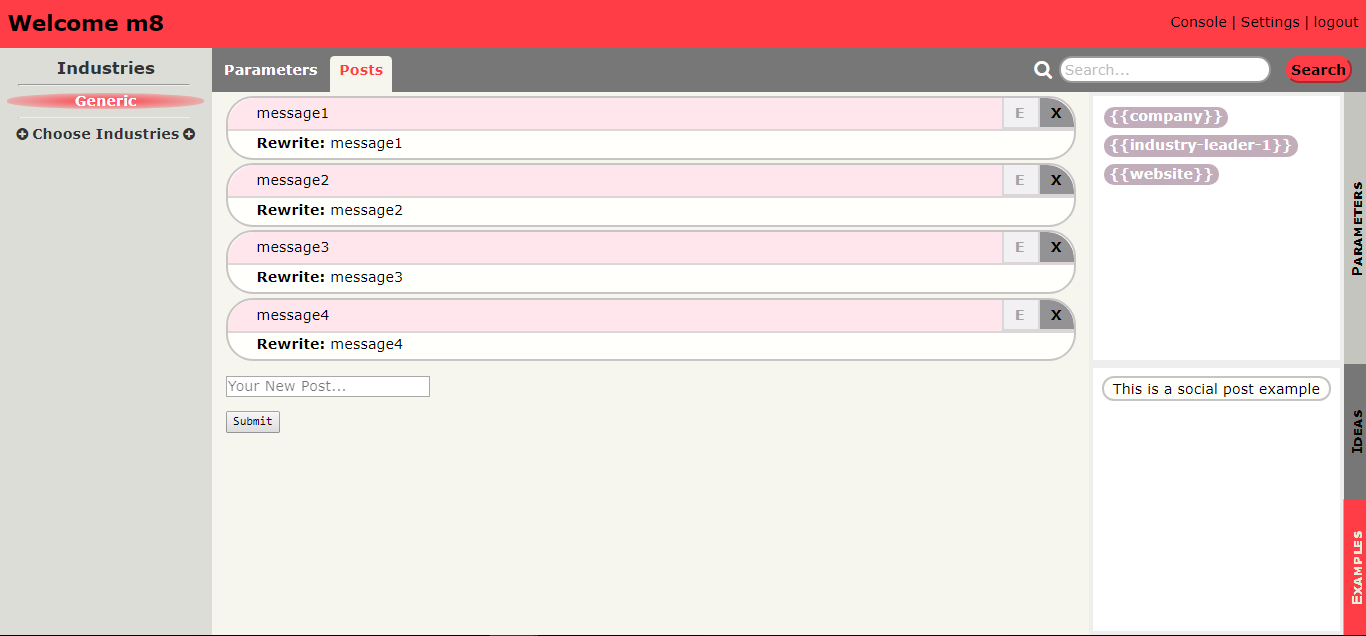 Welcome m8
Console | Settings | logout
Industries
Generic
Choose Industries
Parameters
Posts
Search...
Search
message1
E
X
Rewrite: message1
message2
E
X
Rewrite: message2
message3
E
X
Rewrite: message3
message4
E
X
Rewrite: message4
Your New Post...
Submit
{{company}}
{{industry-leader-1}}
{{website}}
Parameters
This is a social post example
Ideas
Examples